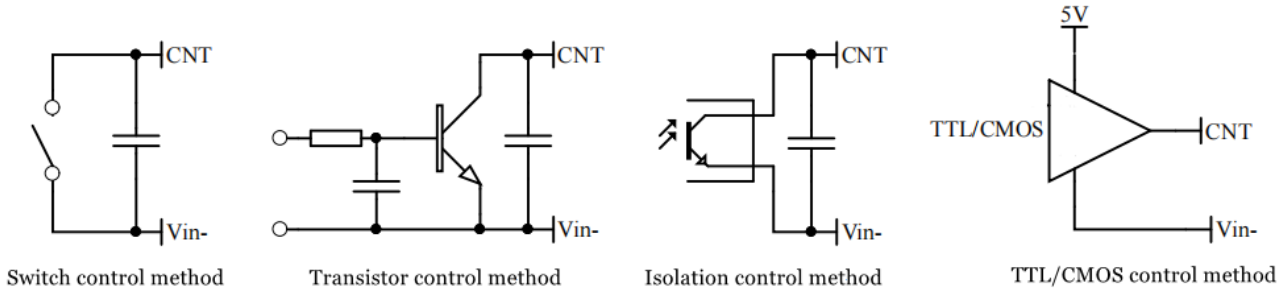 CNT
Vin-
Switch control method
CNT
Vin-
Transistor control method
CNT
Vin-
Isolation control method
5V
TTL/CMOS
CNT
Vin-
TTL/CMOS control method